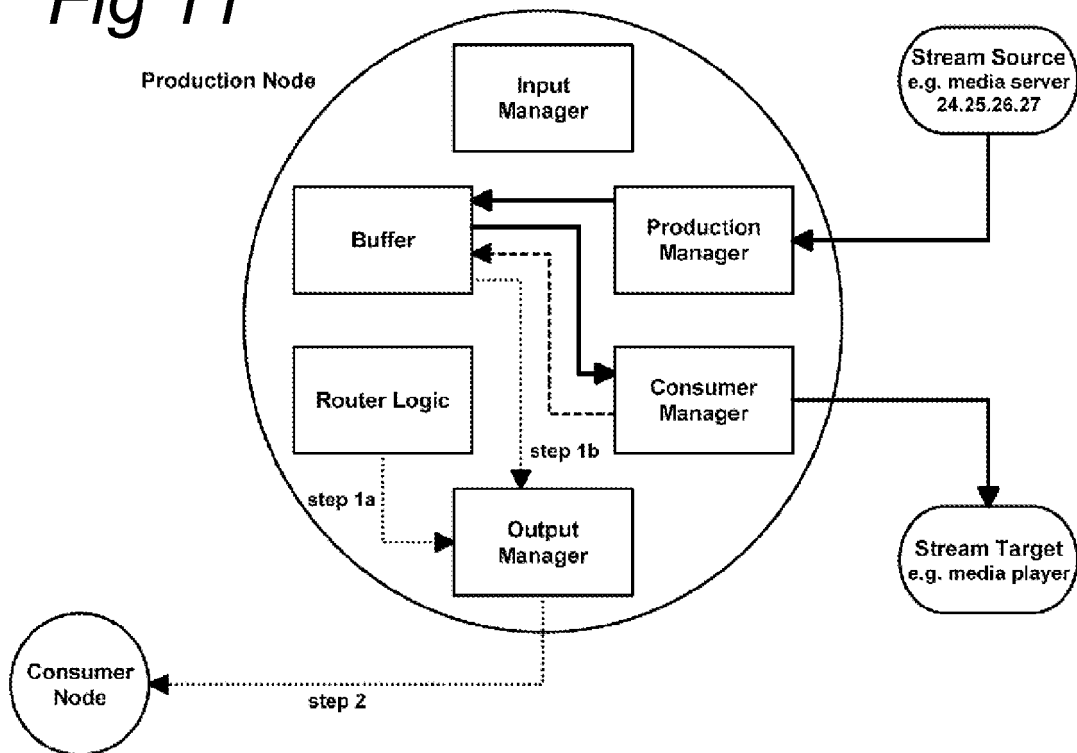 Fig 11
Production Node
Input
Manager
Stream Source
e.g. media server
24.25.26.27
Buffer
Production
Manager
Router Logic
Consumer
Manager
step 1b
step 1a
Output
Manager
Stream Target
e.g. media player
Consumer
Node
step 2